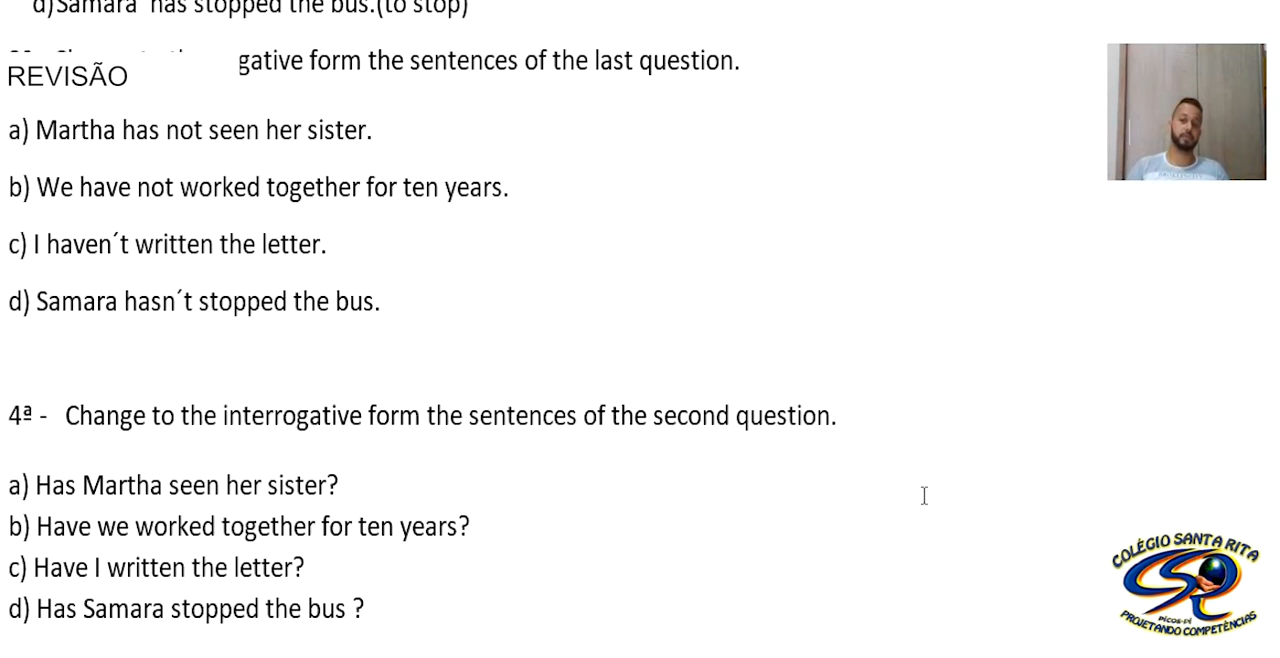 d)Samara has stopped the bus.(to stop)
gative form the sentences of the last question.
REVISÃO
a) Martha has not seen her sister.
b) We have not worked together for ten years.
c) I haven´t written the letter.
d) Samara hasn´t stopped the bus.
4ª - Change to the interrogative form the sentences of the second question.
a) Has Martha seen her sister?
b) Have we worked together for ten years?
c) Have I written the letter?
d) Has Samara stopped the bus ?
COLÉGIO SANTA RITA
PICOS-PI
PROJETANDO COMPETÊNCIAS